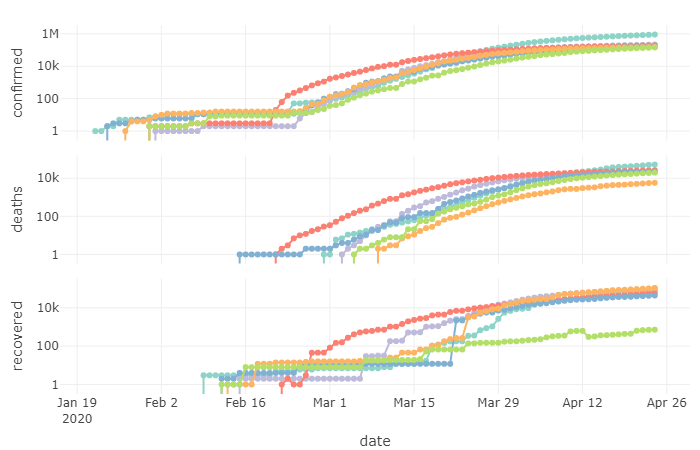 confirmed
1M
10k
100
1
deaths
10k
100
1
recovered
10k
100
1
Jan 19
2020
Feb 2
Feb 16
Mar 1
Mar 15
Mar 29
Apr 12
Apr 26
date